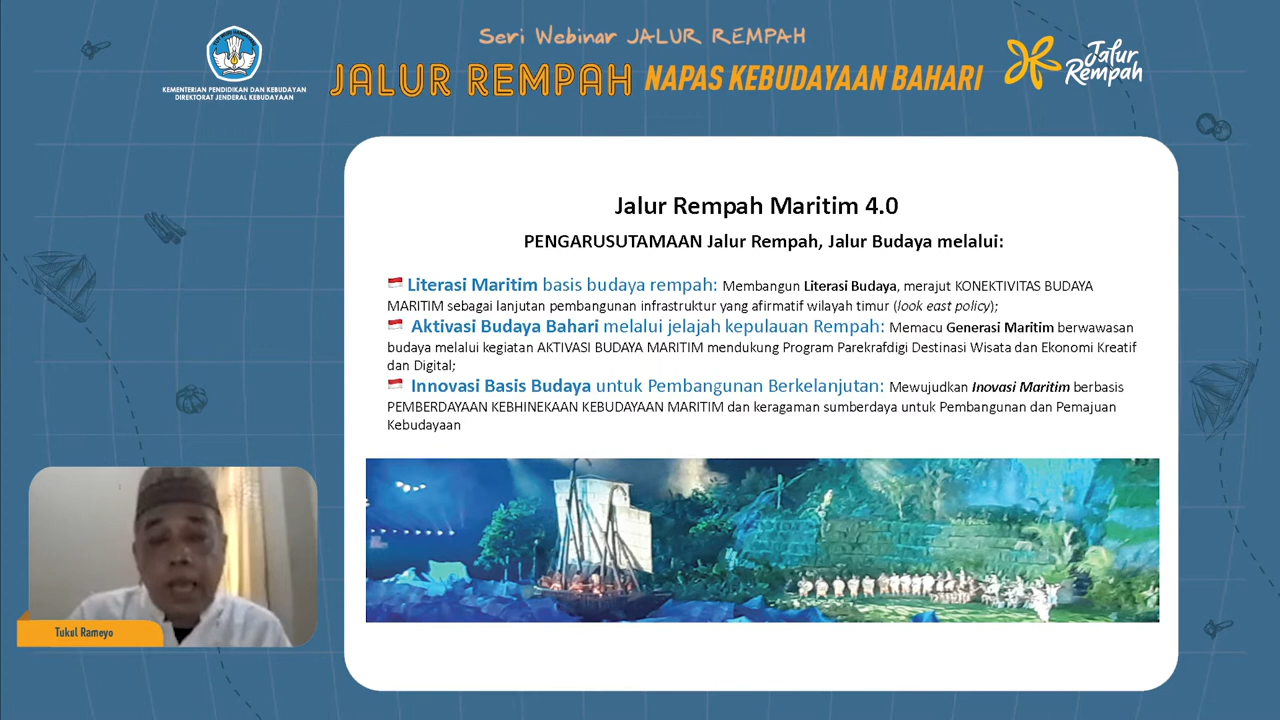 Seri Webinar JALUR REMPAH
JALUR REMPAH NAPAS KEBUDAYAAN BAHARI
KEMENTERIAN PENDIDIKAN DAN KEBUDAYAAN
DIREKTORAT JENDERAL KEBUDAYAAN
Jalur
Rempah
Jalur Rempah Maritim 4.0
PENGARUSUTAMAAN Jalur Rempah, Jalur Budaya melalui:
Literasi Maritim basis budaya rempah: Membangun Literasi Budaya, merajut KONEKTIVITAS BUDAYA
MARITIM sebagai lanjutan pembangunan infrastruktur yang afirmatif wilayah timur (look east policy);
Aktivasi Budaya Bahari melalui jelajah kepulauan Rempah: Memacu Generasi Maritim berwawasan
budaya melalui kegiatan AKTIVASI BUDAYA MARITIM mendukung Program Parekrafdigi Destinasi Wisata dan Ekonomi Kreatif
dan Digital;
Innovasi Basis Budaya untuk Pembangunan Berkelanjutan: Mewujudkan Inovasi Maritim berbasis
PEMBERDAYAAN KEBHINEKAAN KEBUDAYAAN MARITIM dan keragaman sumberdaya untuk Pembangunan dan Pemajuan
Kebudayaan
Tukul Rameyo